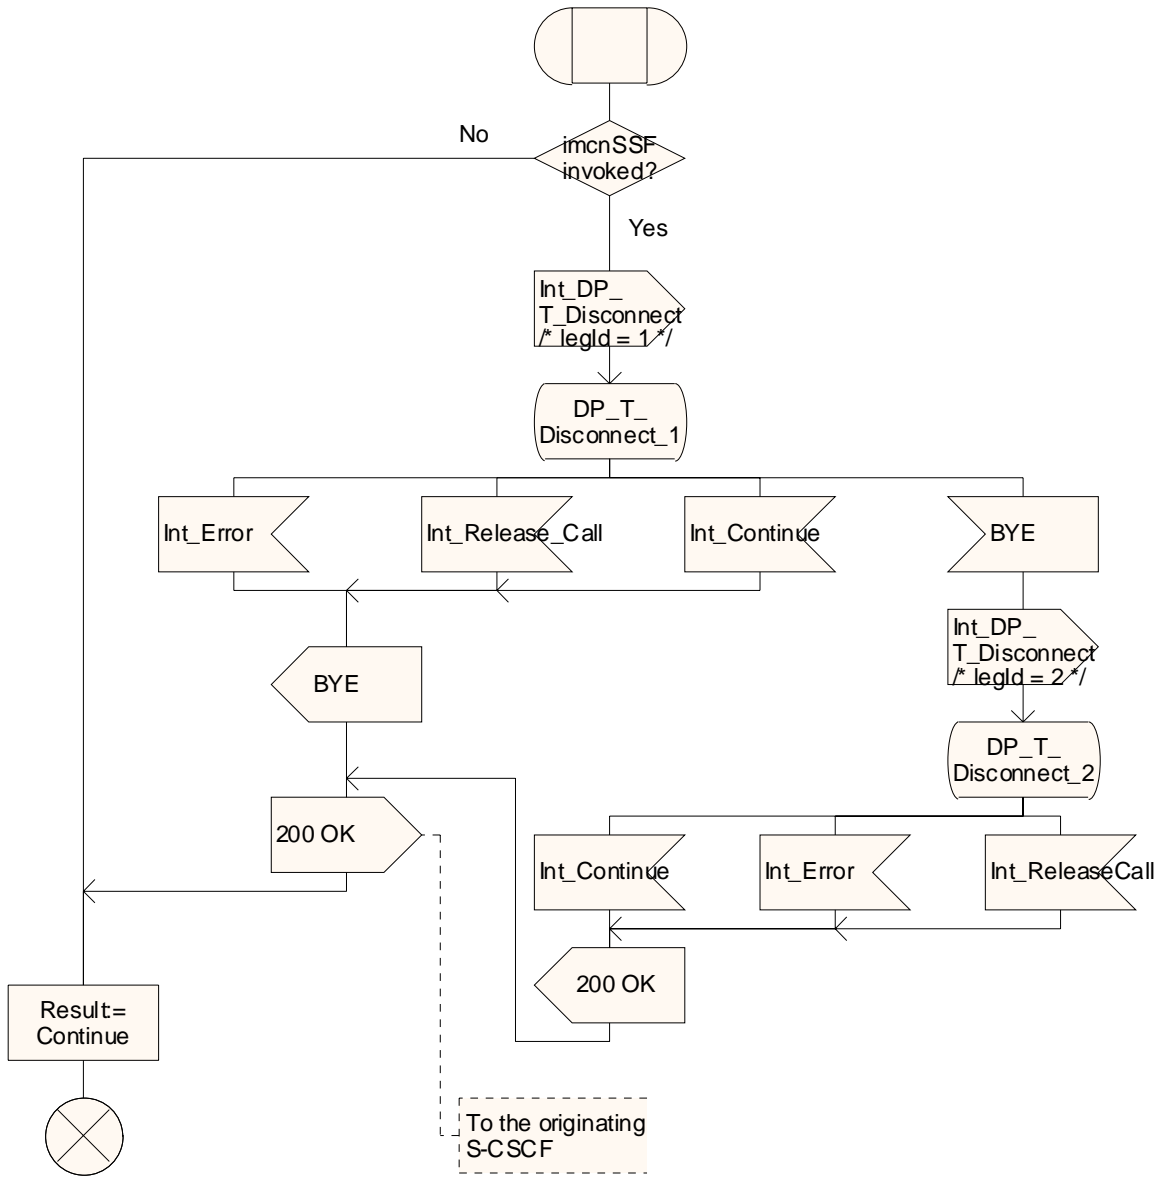 No
imcnSSF
invoked?
Yes
Int_DP_
T_Disconnect
/* legId = 1 */
DP_T_
Disconnect_1
Int_Error
Int_Release_Call
Int_Continue
BYE
Int_DP_
T_Disconnect
/* legId = 2 */
BYE
DP_T_
Disconnect_2
200 OK
Int_Continue
Int_Error
Int_ReleaseCall
200 OK
Result=
Continue
To the originating
S-CSCF